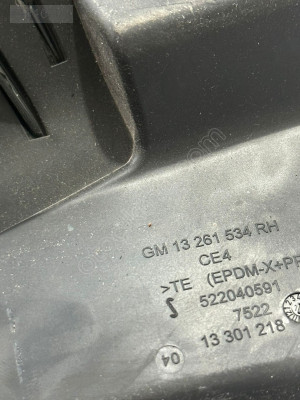 GM 13 261 534 RH
CE4
>TE (EPDM-X+PP
522040591
7522
13 301 218
04